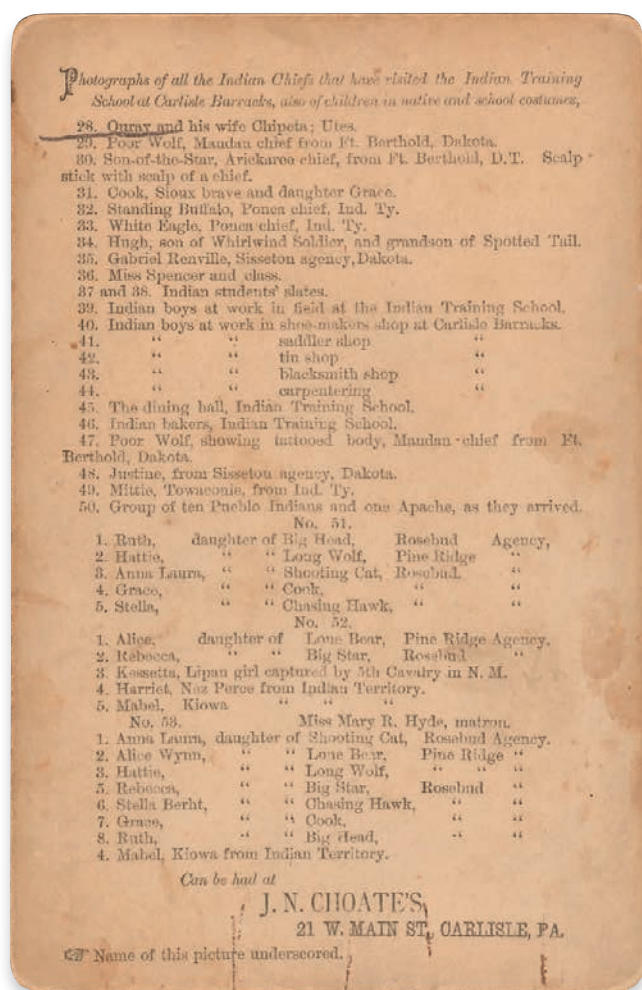 Photographs of all the Indian Chiefs that have visited the Indian Training
School at Carlisle Barracks, also of children in native and school costumes,
28. Ouray and his wife Chipeta; Utes.
29. Poor Wolf, Mandan chief from Ft. Berthold, Dakota.
30. Son-of-the-Star, Arickaree chief, from Ft. Berthold, D.T. Scalp
stick with scalp of a chief.
31. Cook, Sioux brave and daughter Grace.
32. Standing Buffalo, Ponca chief, Ind. Ty.
33. White Eagle, Ponca chief, Ind. Ty.
34. Hugh, son of Whirlwind Soldier, and grandson of Spotted Tail.
35. Gabriel Renville, Sisseton agency, Dakota.
36. Miss Spencer and class.
37 and 38. Indian students' slates.
39. Indian boys at work in field at the Indian Training School.
40. Indian boys at work in shoe-makers shop at Carlisle Barracks.
41. “ “ saddler shop “
42. “ “ tin shop “
43. “ “ blacksmith shop “
44. “ “ carpentering “
45. The dining hall, Indian Training School.
46. Indian bakers, Indian Training School.
47. Poor Wolf, showing tattooed body, Mandan chief from Ft.
Berthold, Dakota.
48. Justine, from Sisseton agency, Dakota.
49. Mittie, Towaconie, from Ind. Ty.
50. Group of ten Pueblo Indians and one Apache, as they arrived.
No. 51.
1. Ruth, daughter of Big Head, Rosebud Agency,
2. Hattie, “ “ Long Wolf, Pine Ridge “
3. Anna Laura, “ “ Shooting Cat, Rosebud. “
4. Grace, “ “ Cook, “ “
5. Stella, “ “ Chasing Hawk, “ “
No. 52.
1. Alice, daughter of Lone Bear, Pine Ridge Agency.
2. Rebecca, “ “ Big Star, Rosebud “
3. Kessetta, Lipan girl captured by 5th Cavalry in N. M.
4. Harriet, Nez Perce from Indian Territory.
5. Mabel, Kiowa “ “ “
No. 53. Miss Mary R. Hyde, matron.
1. Anna Laura, daughter of Shooting Cat, Rosebud Agency.
2. Alice Wynn, “ “ Lone Bear, Pine Ridge “
3. Hattie, “ “ Long Wolf, “ “ “
5. Rebecca, “ “ Big Star, Rosebud “
6. Stella Berht, “ “ Chasing Hawk, “ “
7. Grace, “ “ Cook, “ “
8. Ruth, “ “ Big Head, “ “
4. Mabel, Kiowa from Indian Territory.
Can be had at
J. N. CHOATE'S,
21 W. MAIN ST., CARLISLE, PA.
☞ Name of this picture underscored.